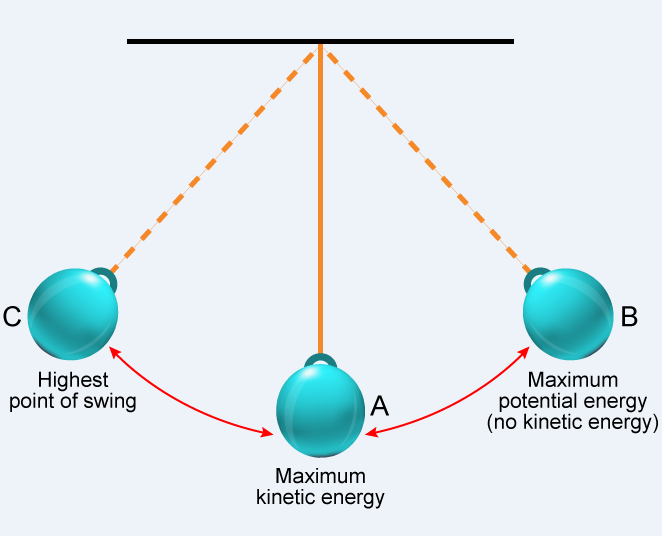 C
Highest
point of swing
A
Maximum
kinetic energy
B
Maximum
potential energy
(no kinetic energy)